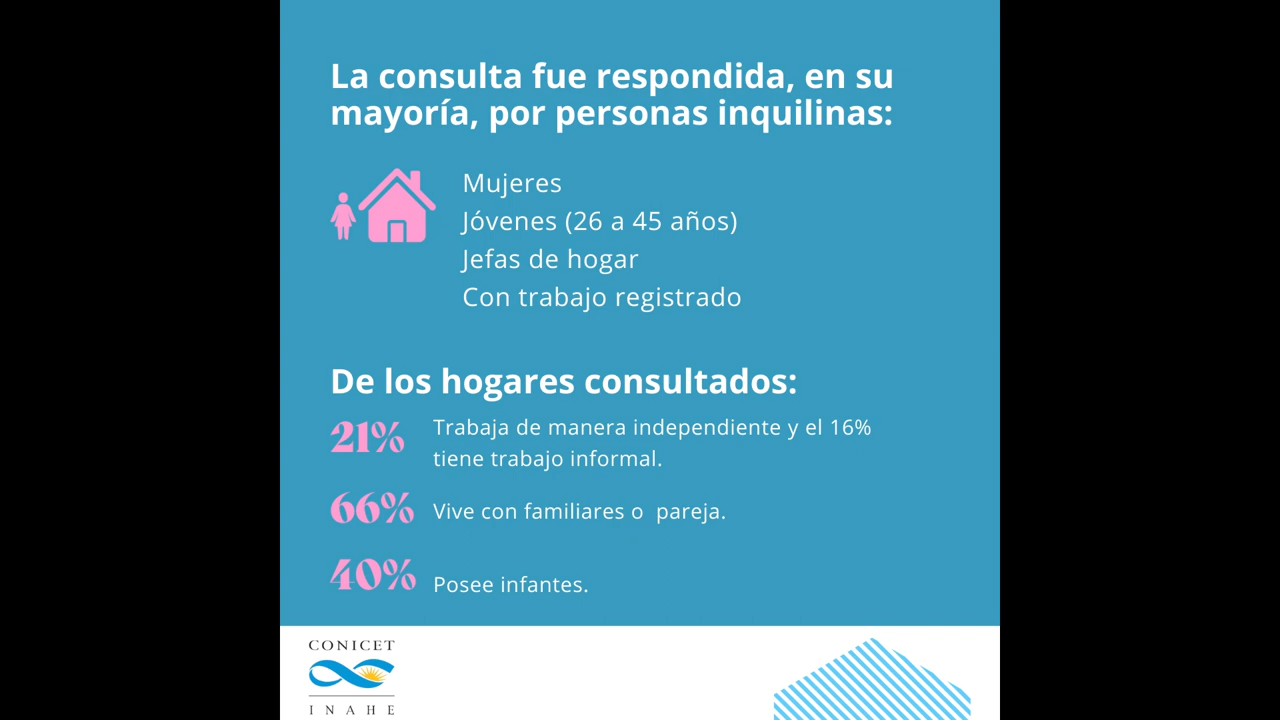 La consulta fue respondida, en su
mayoría, por personas inquilinas:
Mujeres
Jóvenes (26 a 45 años)
Jefas de hogar
Con trabajo registrado
De los hogares consultados:
21% Trabaja de manera independiente y el 16%
tiene trabajo informal.
66% Vive con familiares o  pareja.
40% Posee infantes.
CONICET
I N A H E